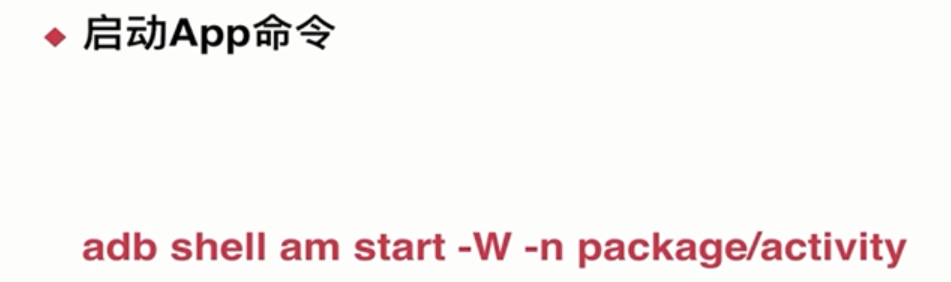 启动App命令
adb shell am start -W -n package/activity